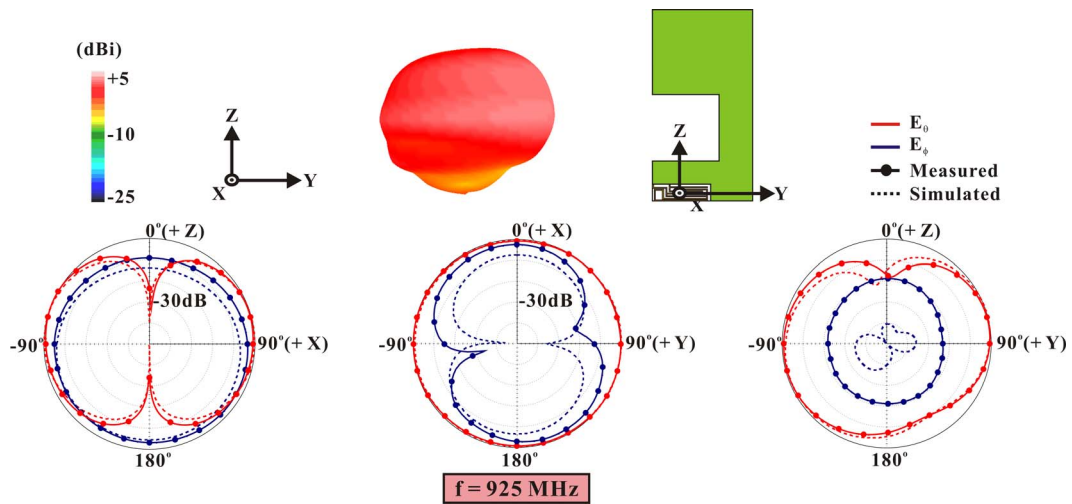 (dBi)
+5
-10
-25
Z
X
Y
Z
X
Y
E_θ
E_ϕ
Measured
Simulated
0°(+ Z)
-30dB
-90°
90°(+ X)
180°
0°(+ X)
-30dB
-90°
90°(+ Y)
180°
0°(+ Z)
-90°
90°(+ Y)
180°
f = 925 MHz